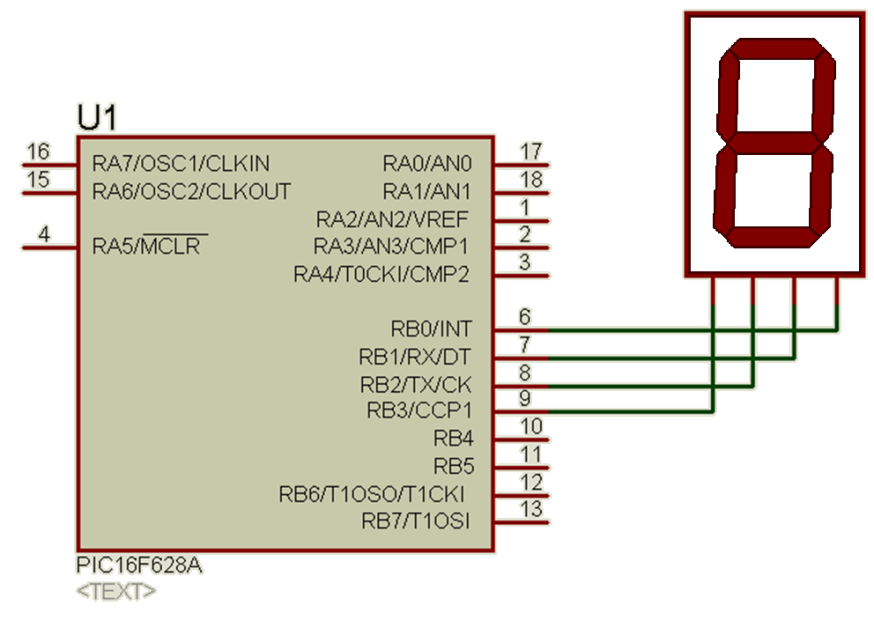 U1
16 RA7/OSC1/CLKIN RA0/AN0 17
15 RA6/OSC2/CLKOUT RA1/AN1 18
RA2/AN2/VREF 1
4 RA5/MCLR RA3/AN3/CMP1 2
RA4/T0CKI/CMP2 3
RB0/INT 6
RB1/RX/DT 7
RB2/TX/CK 8
RB3/CCP1 9
RB4 10
RB5 11
RB6/T1OSO/T1CKI 12
RB7/T1OSI 13
PIC16F628A
<TEXT>